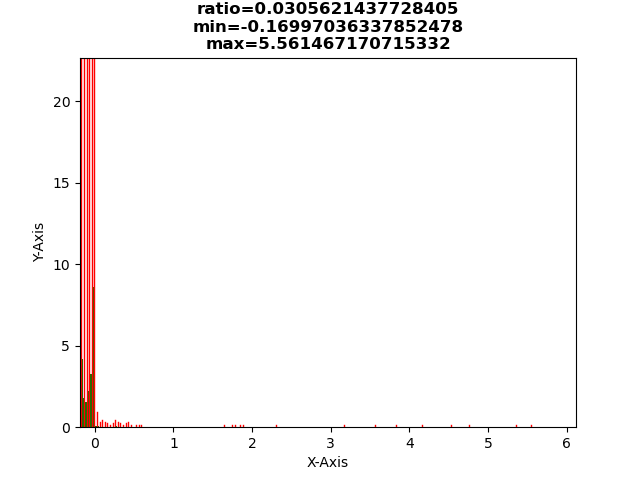 ratio=0.0305621437728405
min=-0.16997036337852478
max=5.561467170715332
20
15
10
5
0
Y-Axis
0 1 2 3 4 5 6
X-Axis